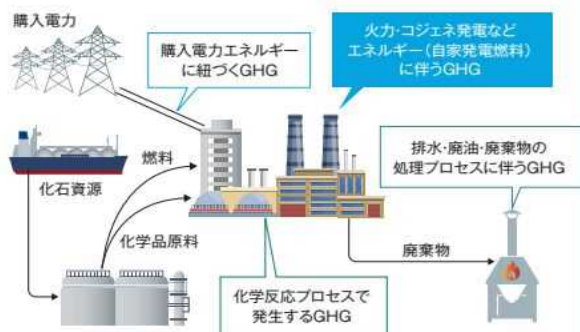 購入電力
購入電力エネルギー
に紐づくGHG
火力・コジェネ発電など
エネルギー(自家発電燃料)
に伴うGHG
排水・廃油・廃棄物の
処理プロセスに伴うGHG
燃料
化石資源
化学品原料
廃棄物
化学反応プロセスで
発生するGHG